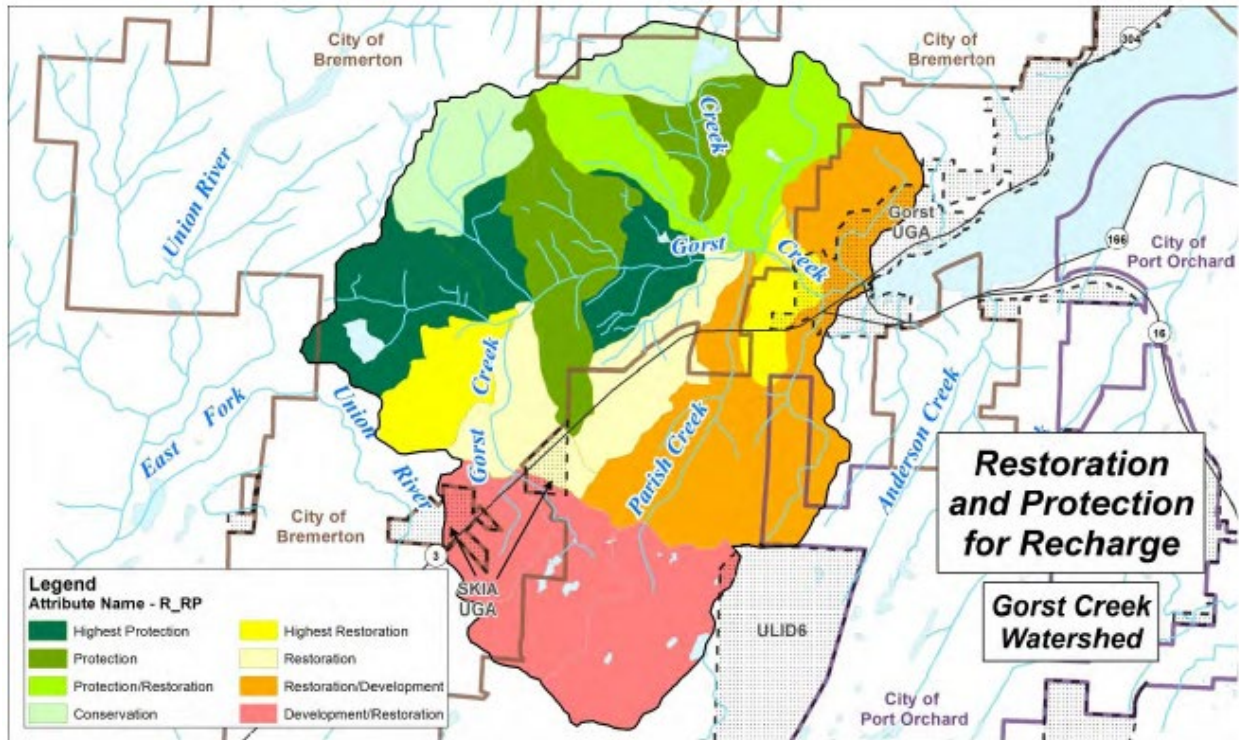 City of
Bremerton
City of
Bremerton
304
Creek
Union River
Gorst
UGA
166
City of
Port Orchard
Gorst
Creek
16
Creek
East Fork
Union
River
Gorst
Parish Creek
Anderson Creek
Restoration
and Protection
for Recharge
City of
Bremerton
3
SKIA
UGA
ULID6
Gorst Creek
Watershed
City of
Port Orchard
Legend
Attribute Name - R_RP
Highest Protection
Highest Restoration
Protection
Restoration
Protection/Restoration
Restoration/Development
Conservation
Development/Restoration